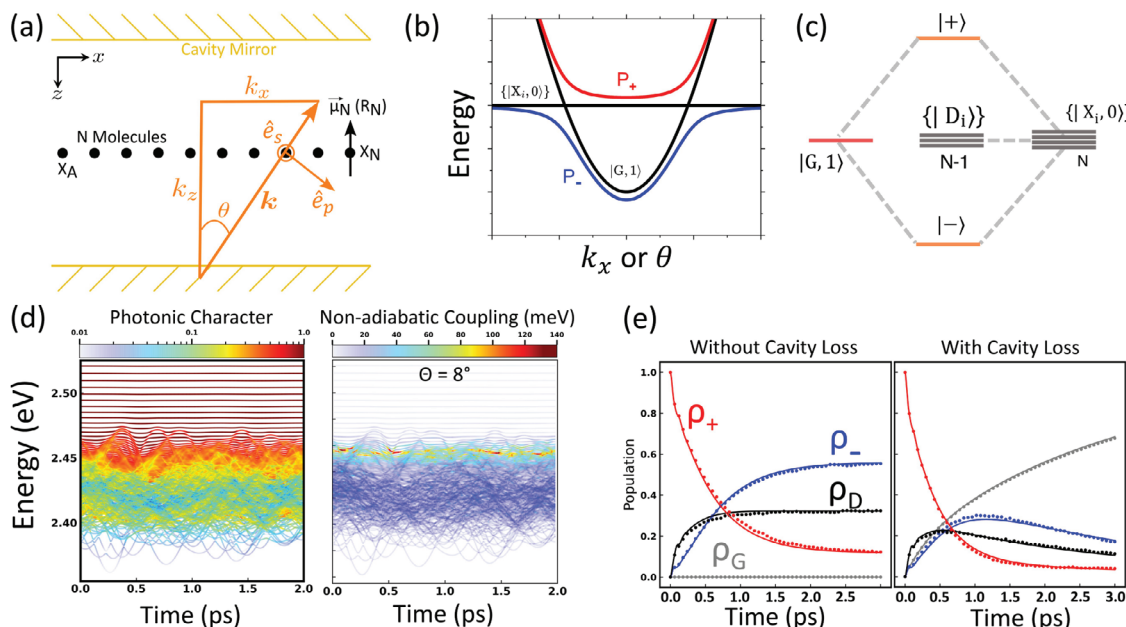 (a)
Cavity Mirror
x
z
k_x
μ⃗_N (R_N)
N Molecules
ê_s
X_A
X_N
k_z
k
ê_p
θ
(b)
Energy
P₊
{|X_i, 0⟩}
|G, 1⟩
P₋
k_x or θ
(c)
|+⟩
{| D_i⟩}
{| X_i, 0⟩}
|G, 1⟩
N-1
N
|−⟩
(d)
Photonic Character
0.01 0.1 1.0
Non-adiabatic Coupling (meV)
0 20 40 60 80 100 120 140
Θ = 8°
Energy (eV)
2.50
2.45
2.40
0.0 0.5 1.0 1.5 2.0
Time (ps)
0.0 0.5 1.0 1.5 2.0
Time (ps)
(e)
Without Cavity Loss
With Cavity Loss
Population
1.0
0.8
0.6
0.4
0.2
0.0
ρ₊
ρ₋
ρ_D
ρ_G
0.0 0.5 1.0 1.5 2.0 2.5
Time (ps)
0.0 0.5 1.0 1.5 2.0 2.5 3.0
Time (ps)